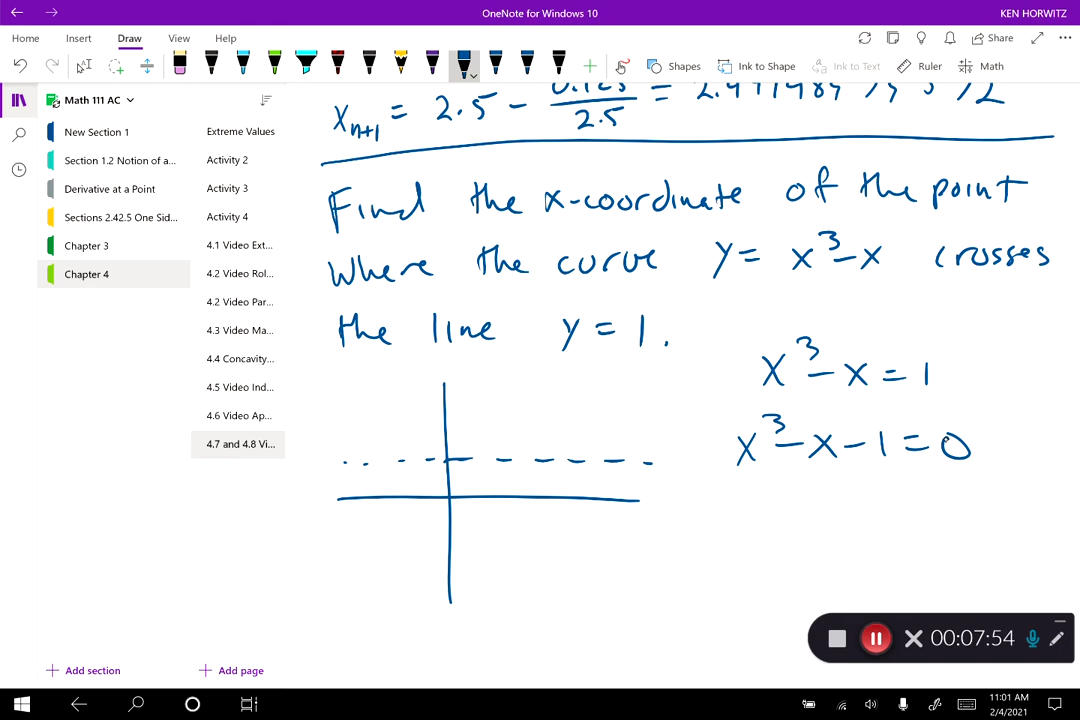 OneNote for Windows 10
KEN HORWITZ
Home Insert Draw View Help
Share
Shapes Ink to Shape Ink to Text Ruler Math
Math 111 AC
New Section 1
Section 1.2 Notion of a...
Derivative at a Point
Sections 2.42.5 One Sid...
Chapter 3
Chapter 4
Add section
Extreme Values
Activity 2
Activity 3
Activity 4
4.1 Video Ext...
4.2 Video Rol...
4.2 Video Par...
4.3 Video Ma...
4.4 Concavity...
4.5 Video Ind...
4.6 Video Ap...
4.7 and 4.8 Vi...
Add page
xₙ₊₁ = 2.5 - 0.125/2.5 =
Find the x-coordinate of the point
where the curve y = x³-x crosses
the line y = 1.
x³-x=1
x³-x-1=0
00:07:54
11:01 AM
2/4/2021